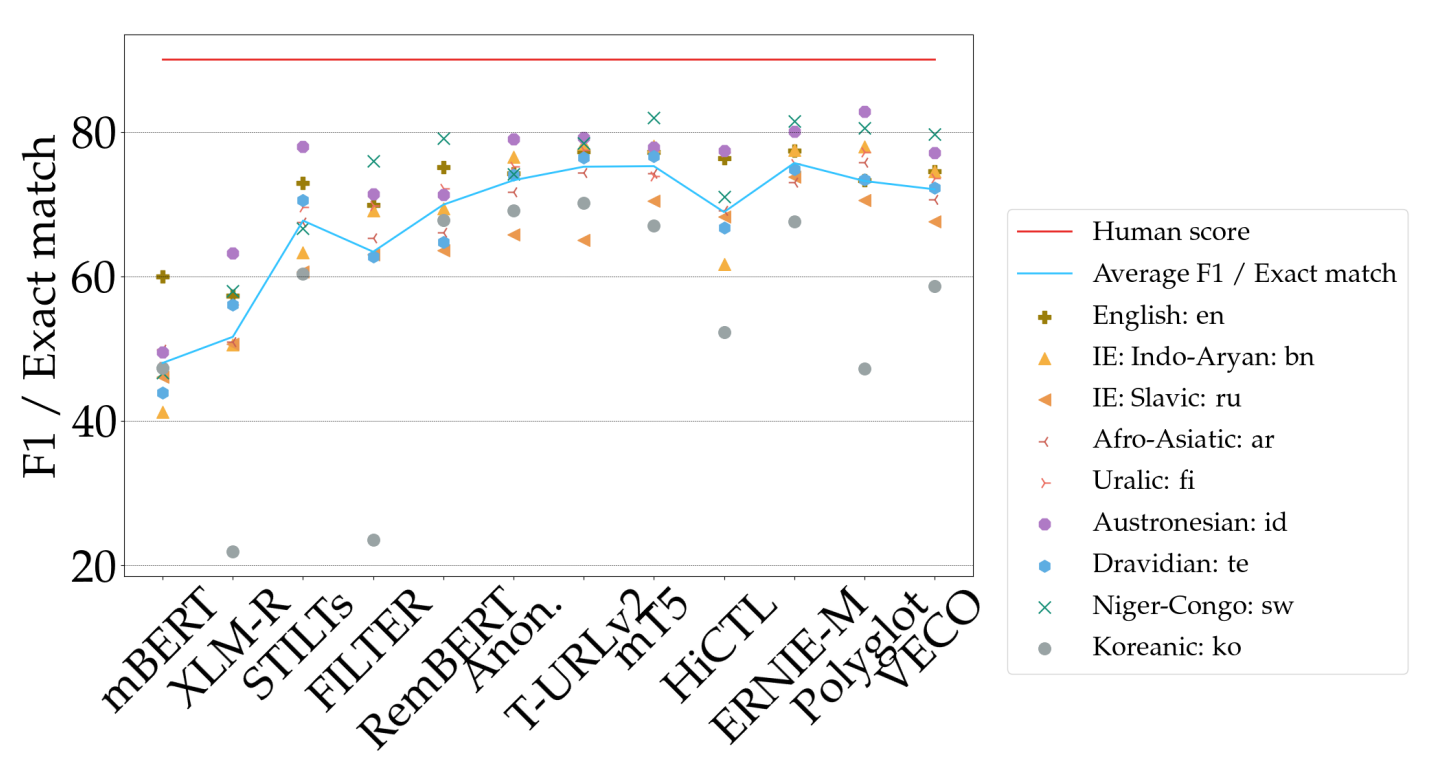 F1 / Exact match
80
60
40
20
mBERT
XLM-R
STILTs
FILTER
RemBERT
Anon.
T-URLv2
mT5
HiCTL
ERNIE-M
Polyglot
VECO
Human score
Average F1 / Exact match
English: en
IE: Indo-Aryan: bn
IE: Slavic: ru
Afro-Asiatic: ar
Uralic: fi
Austronesian: id
Dravidian: te
Niger-Congo: sw
Koreanic: ko